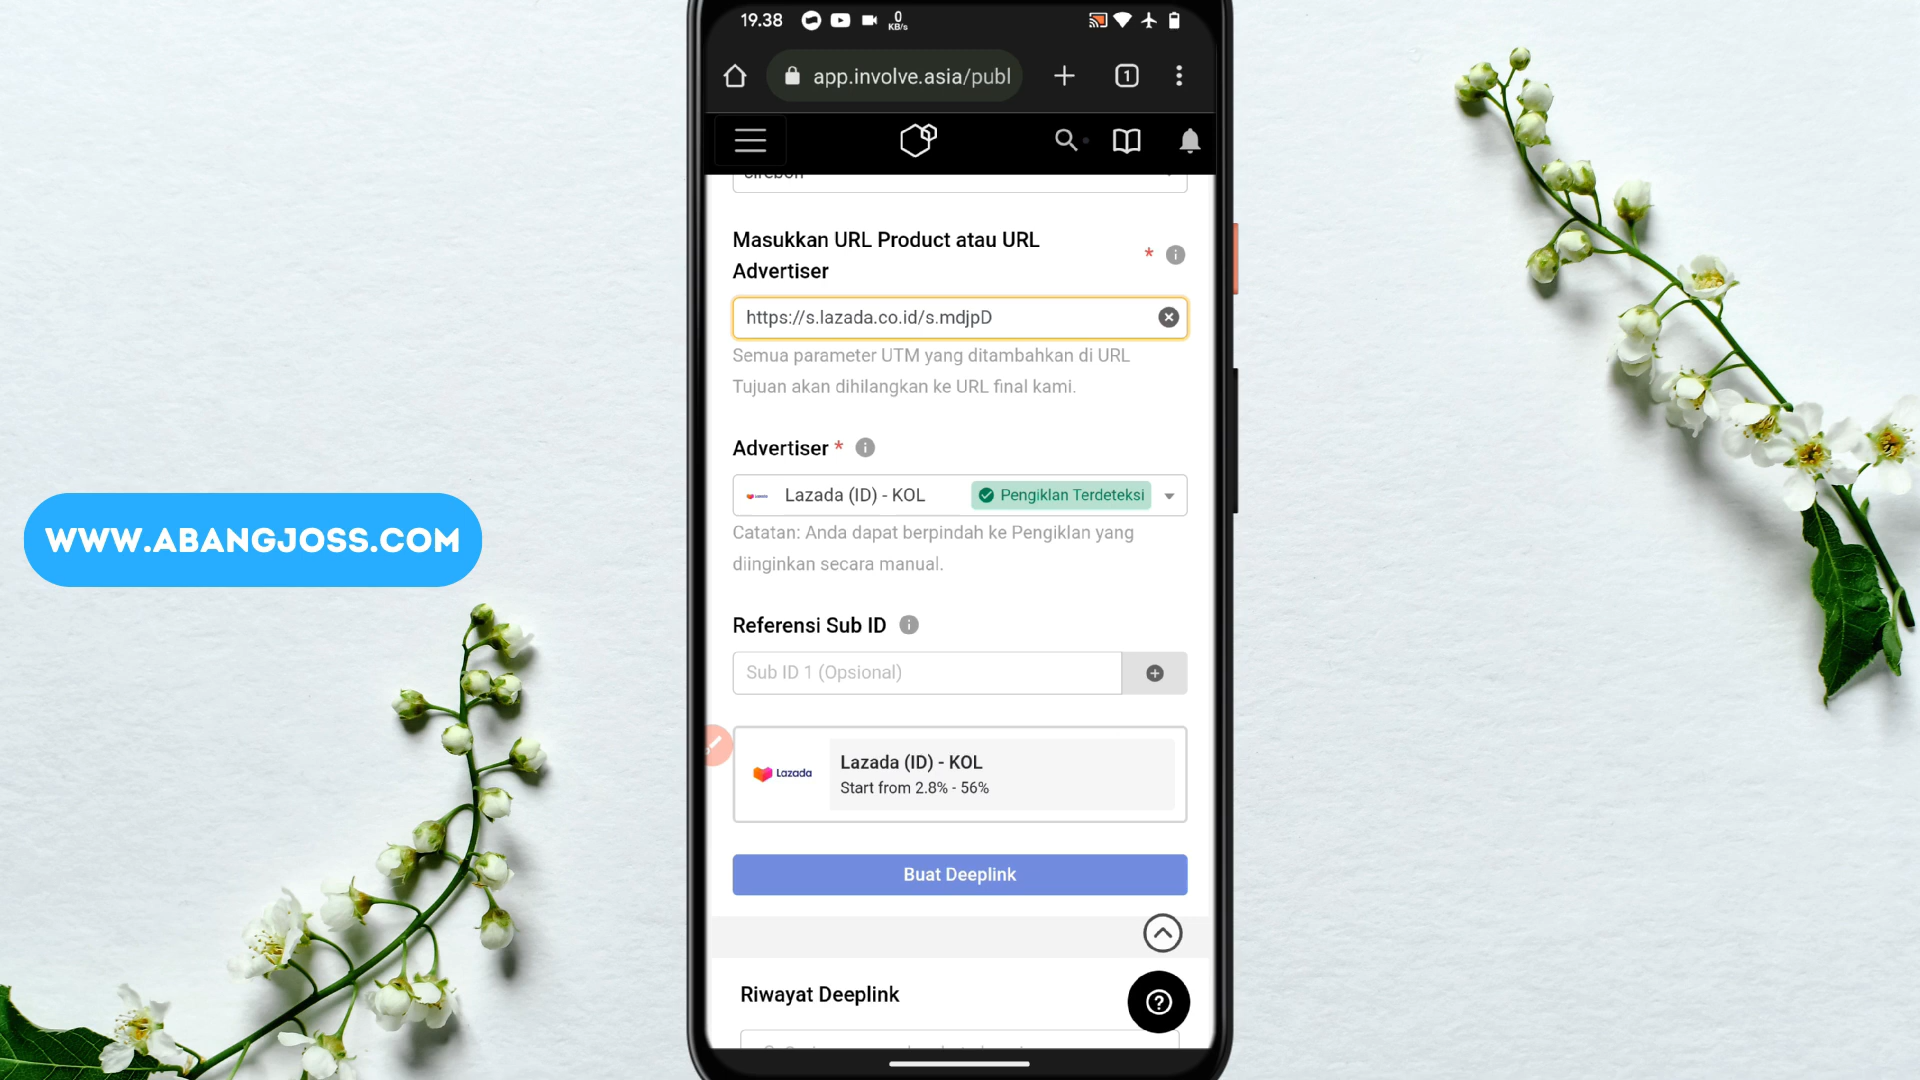 19.38
0
KB/s
app.involve.asia/publ
1
Masukkan URL Product atau URL
Advertiser
*
https://s.lazada.co.id/s.mdjpD
Semua parameter UTM yang ditambahkan di URL
Tujuan akan dihilangkan ke URL final kami.
Advertiser *
Lazada (ID) - KOL
Pengiklan Terdeteksi
Catatan: Anda dapat berpindah ke Pengiklan yang
diinginkan secara manual.
WWW.ABANGJOSS.COM
Referensi Sub ID
Sub ID 1 (Opsional)
Lazada
Lazada (ID) - KOL
Start from 2.8% - 56%
Buat Deeplink
Riwayat Deeplink